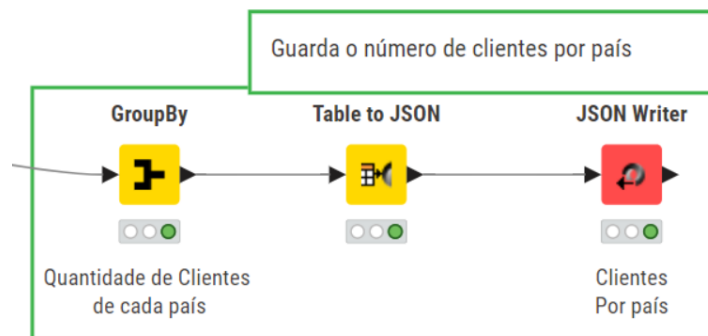 Guarda o número de clientes por país
GroupBy
Table to JSON
JSON Writer
Quantidade de Clientes
de cada país
Clientes
Por país